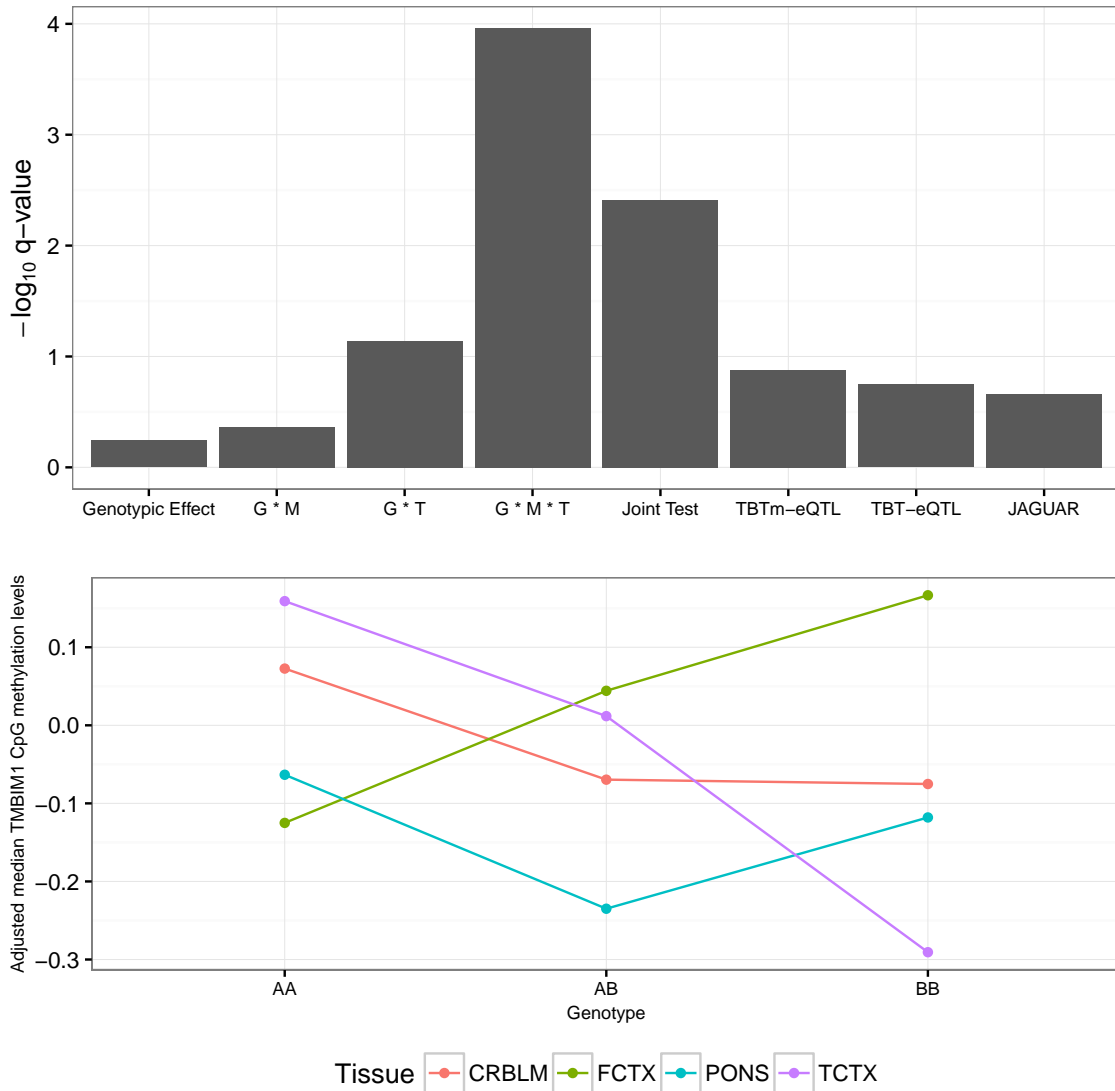 4
3
2
1
0
−log10 q−value
Genotypic Effect G * M G * T G * M * T Joint Test TBTm−eQTL TBT−eQTL JAGUAR
0.1
0.0
−0.1
−0.2
−0.3
Adjusted median TMBIM1 CpG methylation levels
AA AB BB
Genotype
Tissue CRBLM FCTX PONS TCTX